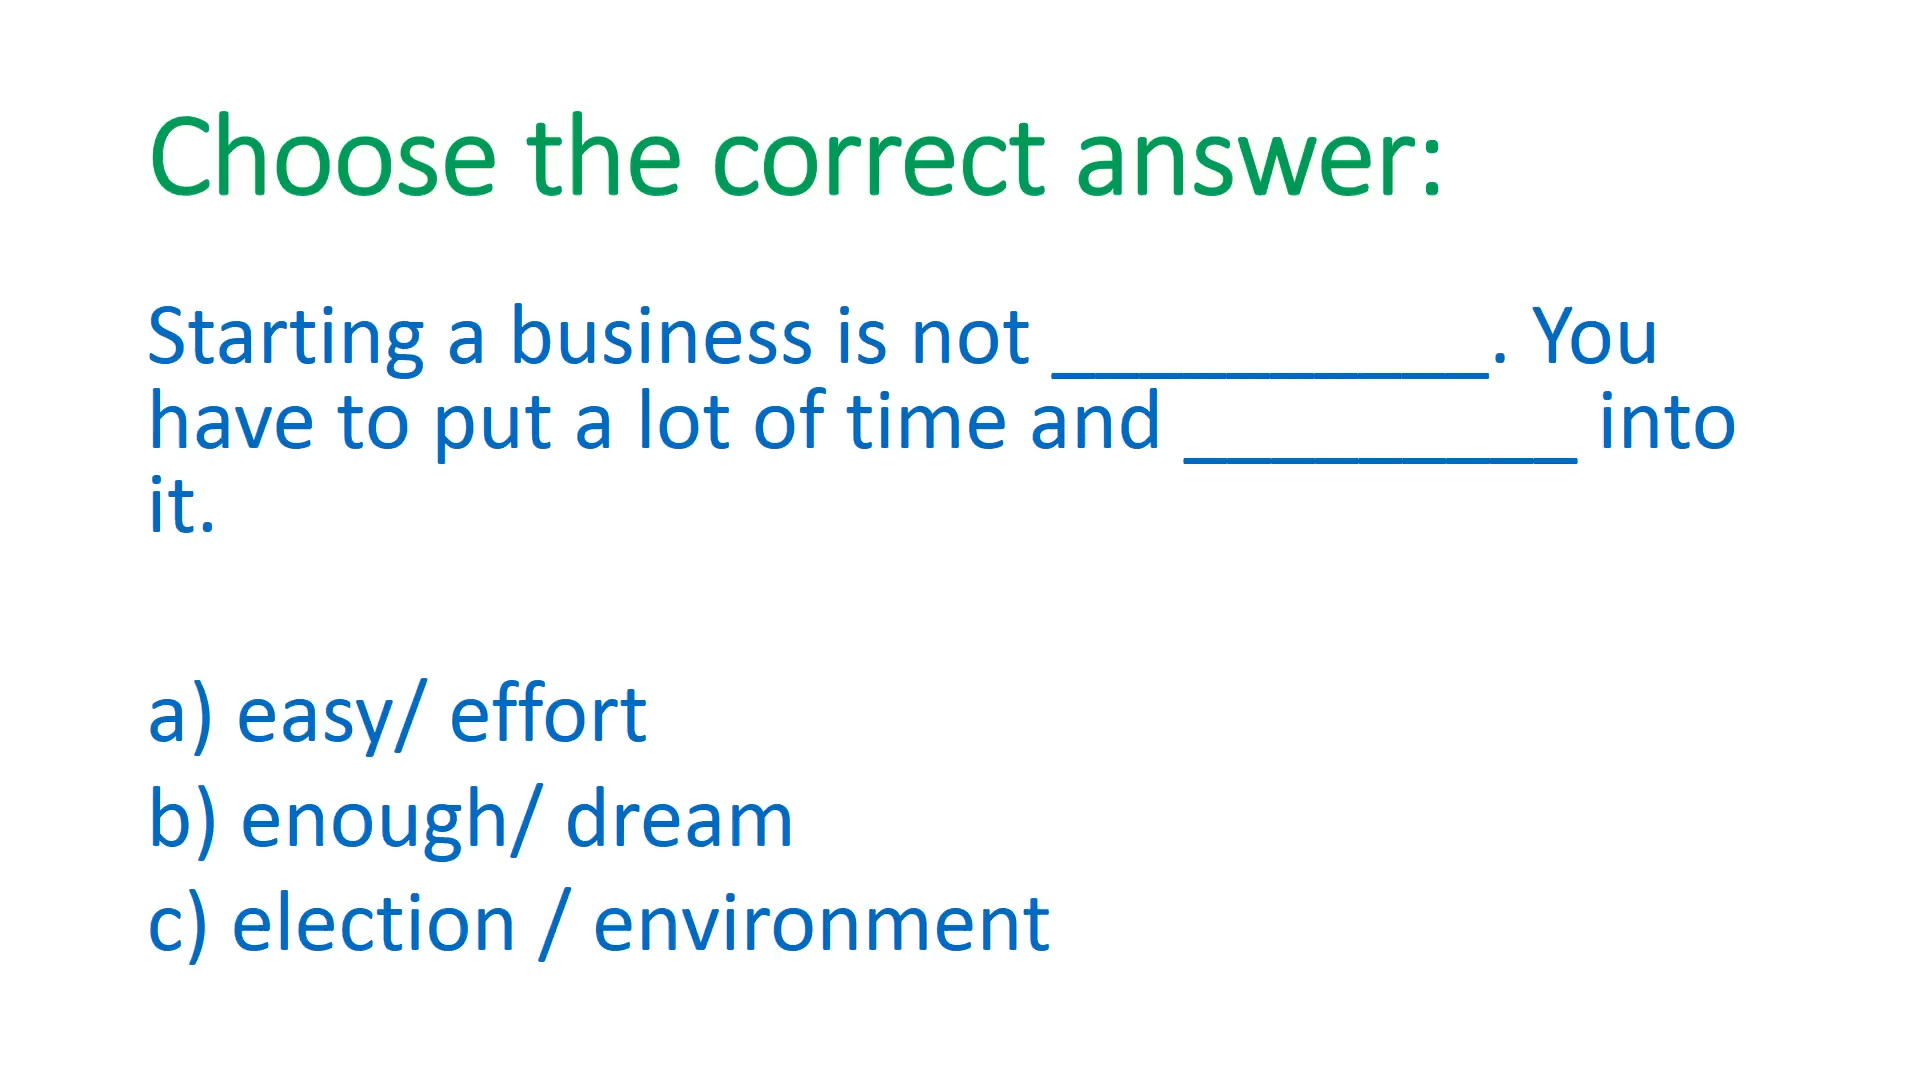 Choose the correct answer:
Starting a business is not __________. You
have to put a lot of time and _________ into
it.
a) easy/ effort
b) enough/ dream
c) election / environment